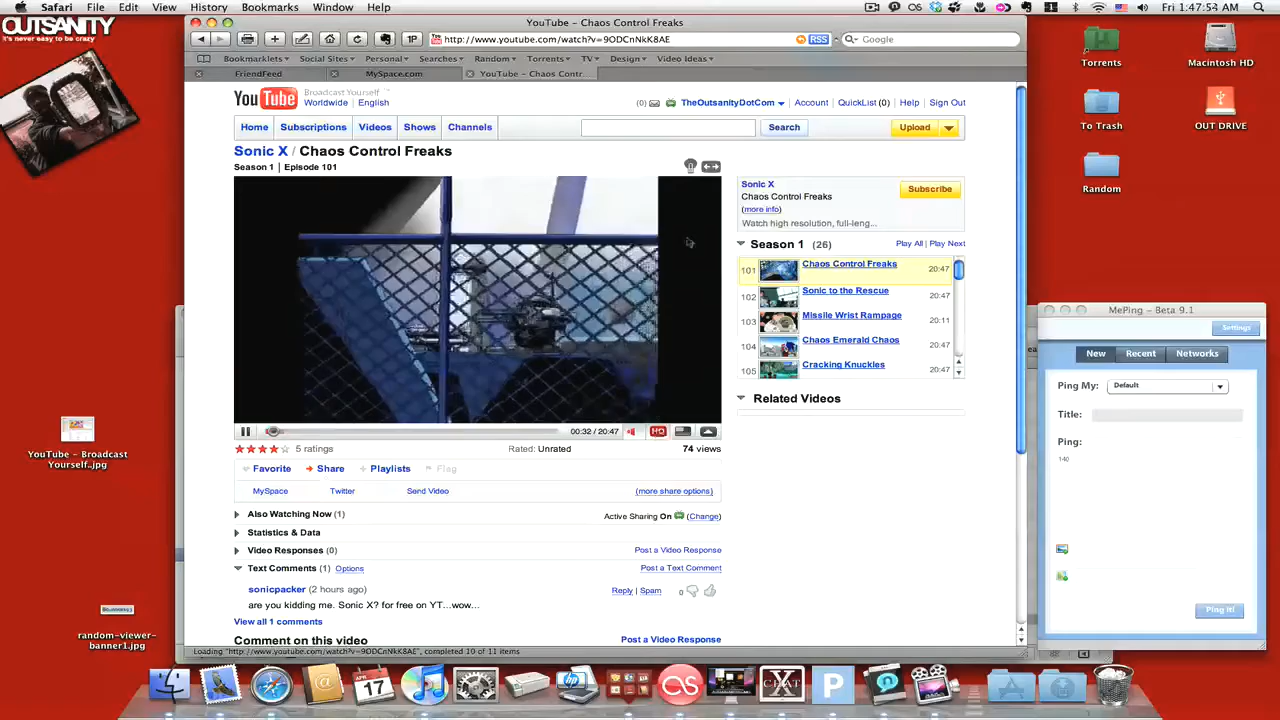 Safari File Edit View History Bookmarks Window Help
Fri 1:47:54 AM
OUTSANITY
it's never easy to be crazy
YouTube - Chaos Control Freaks
http://www.youtube.com/watch?v=9ODCnNkK8AE
RSS
Google
Bookmarklets Social Sites Personal Searches Random Torrents TV Design Video Ideas
FriendFeed MySpace.com YouTube - Chaos Contr...
YouTube Broadcast Yourself
Worldwide English
(0) TheOutsanityDotCom Account QuickList (0) Help Sign Out
Home Subscriptions Videos Shows Channels Search Upload
Sonic X / Chaos Control Freaks
Season 1 Episode 101
Sonic X
Chaos Control Freaks
(more info)
Subscribe
Watch high resolution, full-leng...
Season 1 (26) Play All Play Next
101 Chaos Control Freaks 20:47
102 Sonic to the Rescue 20:47
103 Missile Wrist Rampage 20:11
104 Chaos Emerald Chaos 20:47
105 Cracking Knuckles 20:47
Related Videos
00:32 / 20:47 HQ
5 ratings Rated: Unrated 74 views
Favorite Share Playlists Flag
MySpace Twitter Send Video (more share options)
Also Watching Now (1) Active Sharing On (Change)
Statistics & Data
Video Responses (0) Post a Video Response
Text Comments (1) Options Post a Text Comment
sonicpacker (2 hours ago) Reply | Spam 0
are you kidding me. Sonic X? for free on YT...wow...
View all 1 comments
Comment on this video Post a Video Response
Loading "http://www.youtube.com/watch?v=9ODCnNkK8AE", completed 10 of 11 items
Torrents
Macintosh HD
To Trash
OUT DRIVE
Random
YouTube - Broadcast
Yourself..jpg
random-viewer-
banner1.jpg
MePing - Beta 9.1
Settings
New Recent Networks
Ping My: Default
Title:
Ping:
140
Ping It!
APR
17
hp
CHAT
P